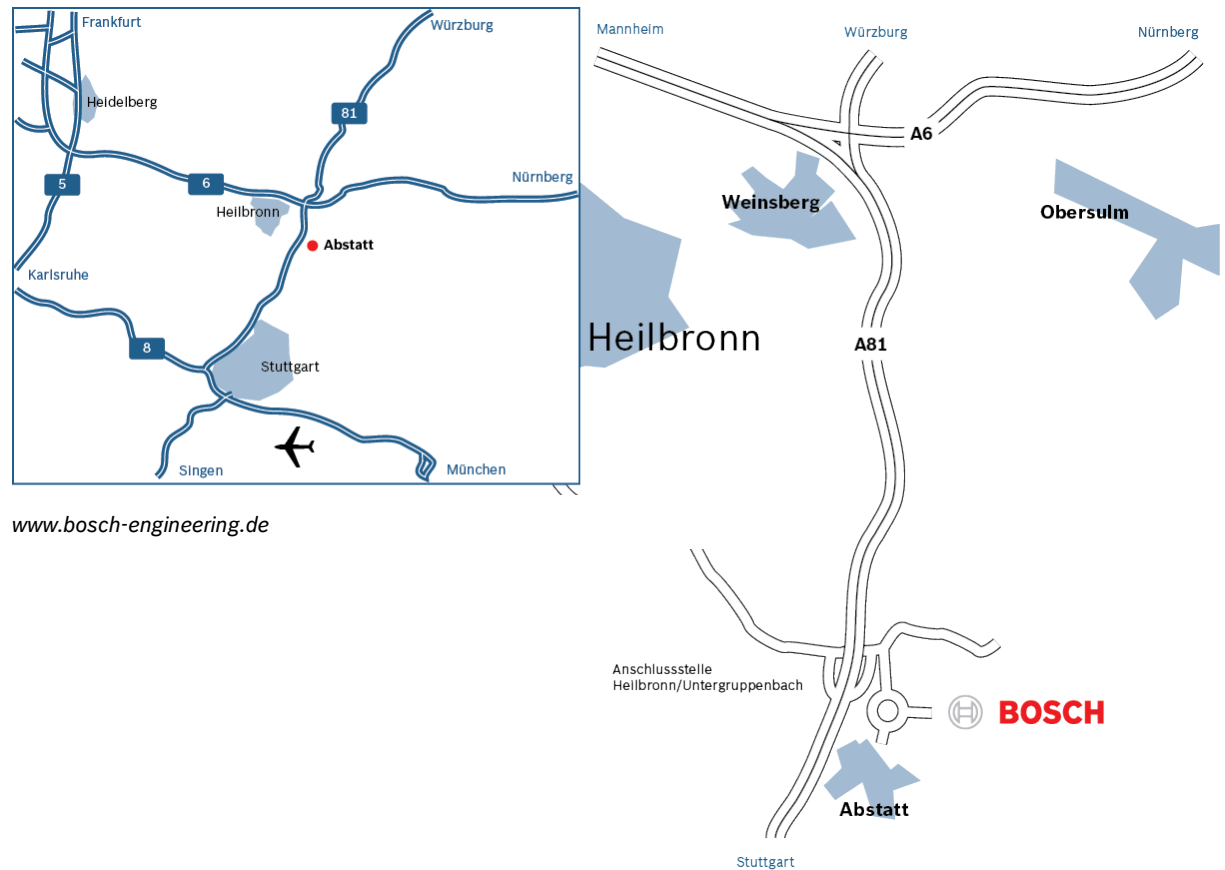 Frankfurt
Würzburg
Heidelberg
81
5
6
Nürnberg
Heilbronn
Abstatt
Karlsruhe
8
Stuttgart
Singen
München
www.bosch-engineering.de
Mannheim
Würzburg
Nürnberg
A6
Weinsberg
Obersulm
Heilbronn
A81
Anschlussstelle
Heilbronn/Untergruppenbach
BOSCH
Abstatt
Stuttgart